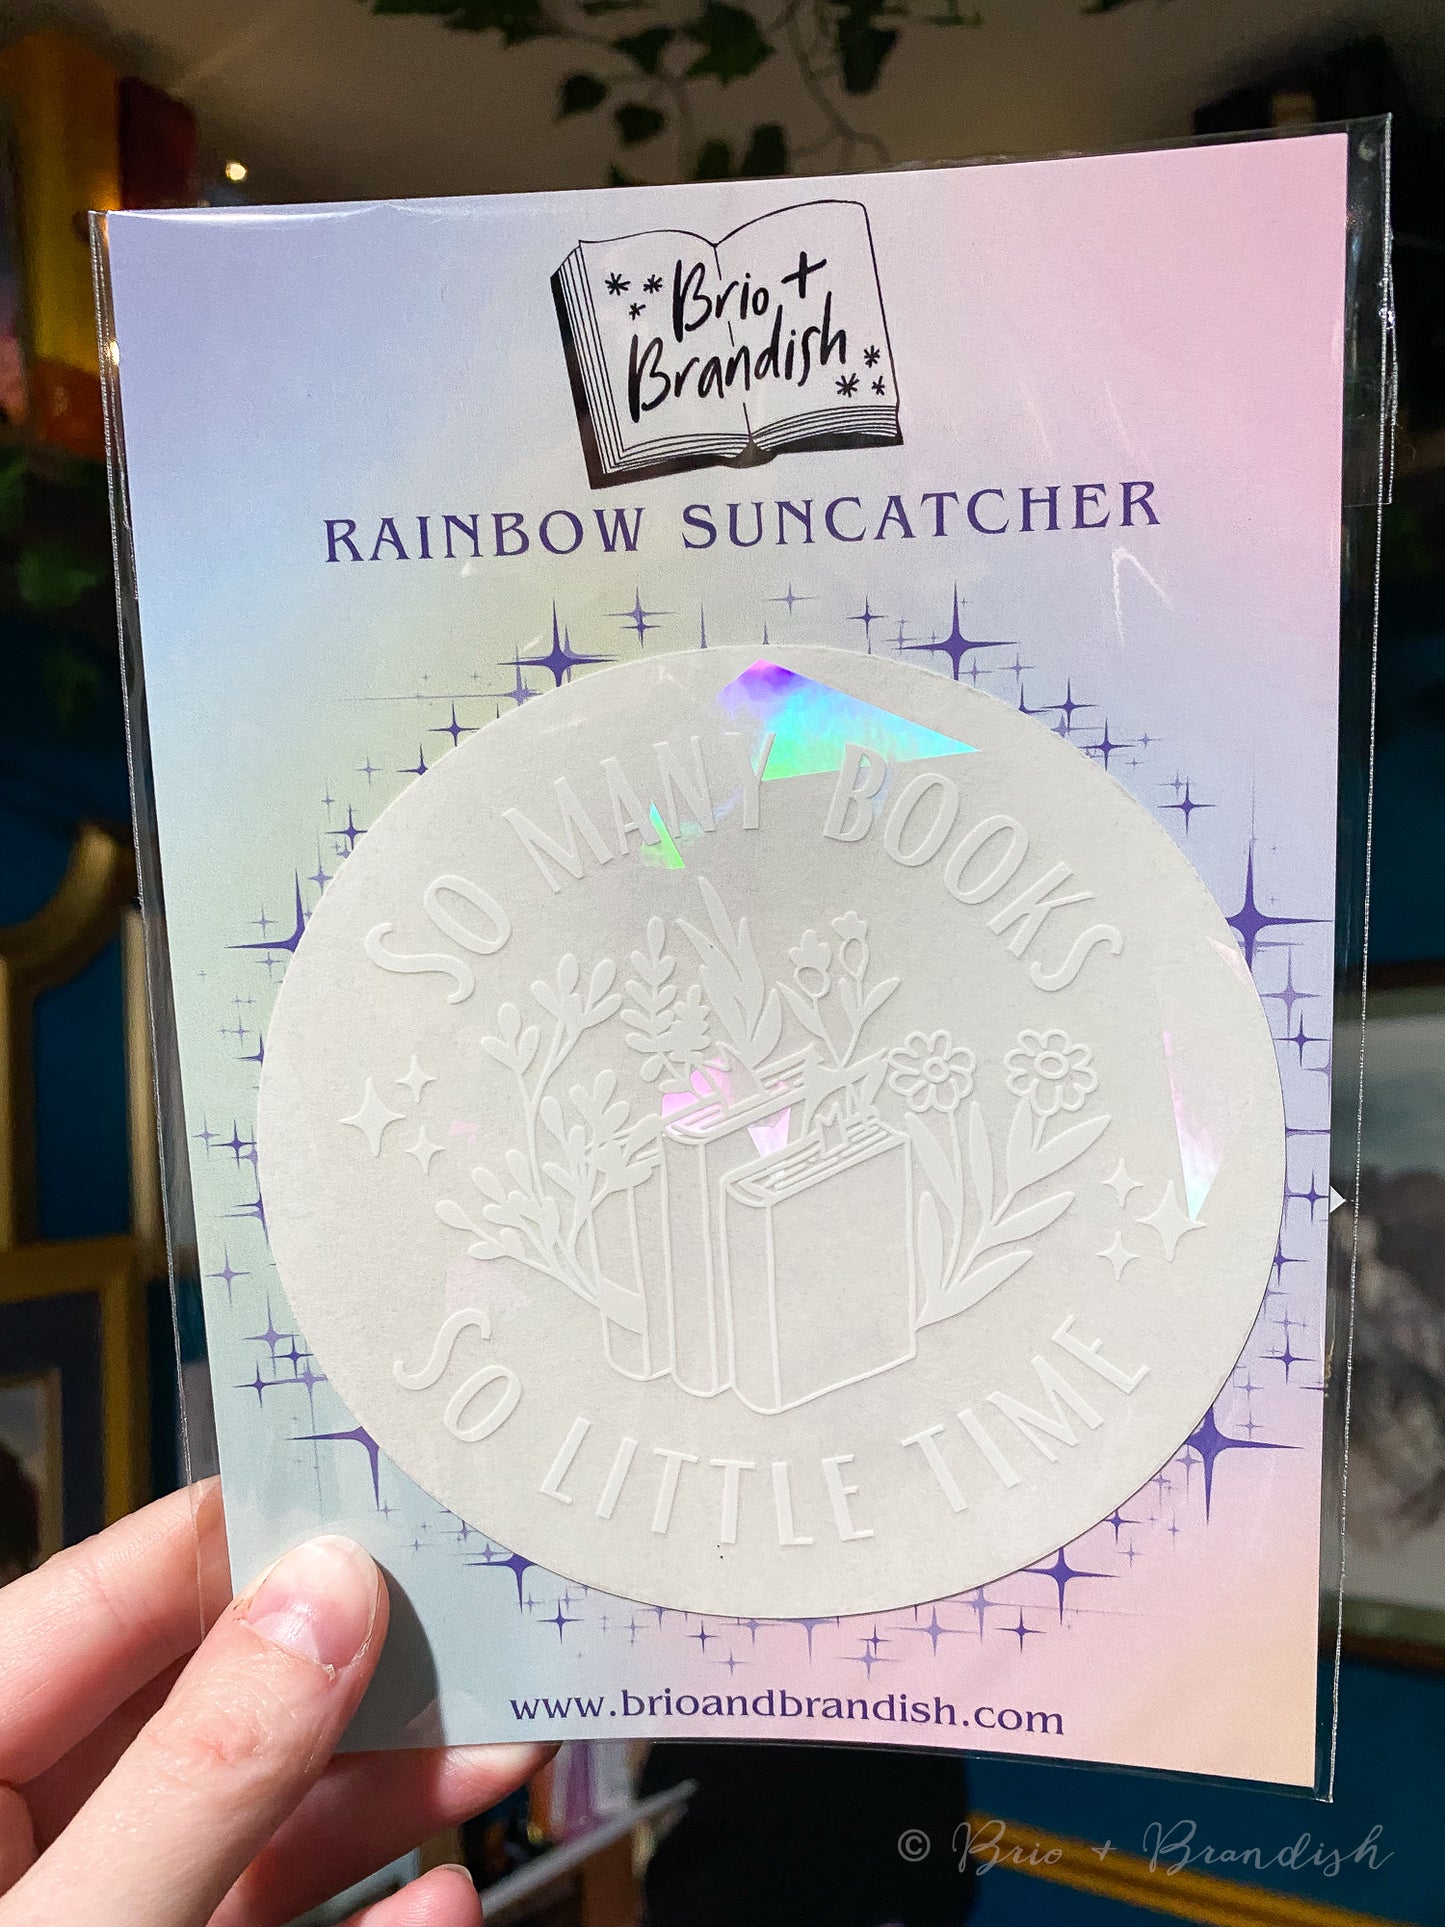 Brio +
Brandish
RAINBOW SUNCATCHER
SO MANY BOOKS
SO LITTLE TIME
www.brioandbrandish.com
© Brio + Brandish